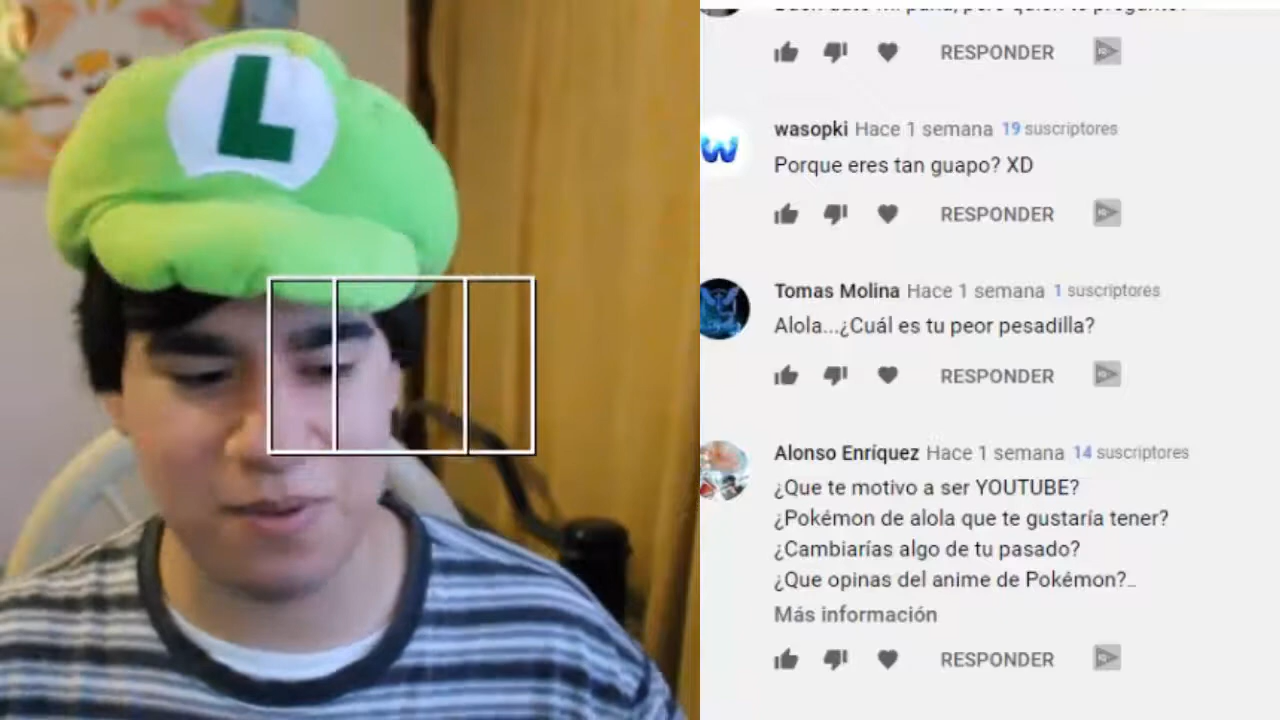 L
RESPONDER
wasopki Hace 1 semana 19 suscriptores
Porque eres tan guapo? XD
RESPONDER
Tomas Molina Hace 1 semana 1 suscriptores
Alola...¿Cuál es tu peor pesadilla?
RESPONDER
Alonso Enríquez Hace 1 semana 14 suscriptores
¿Que te motivo a ser YOUTUBE?
¿Pokémon de alola que te gustaría tener?
¿Cambiarías algo de tu pasado?
¿Que opinas del anime de Pokémon?...
Más información
RESPONDER